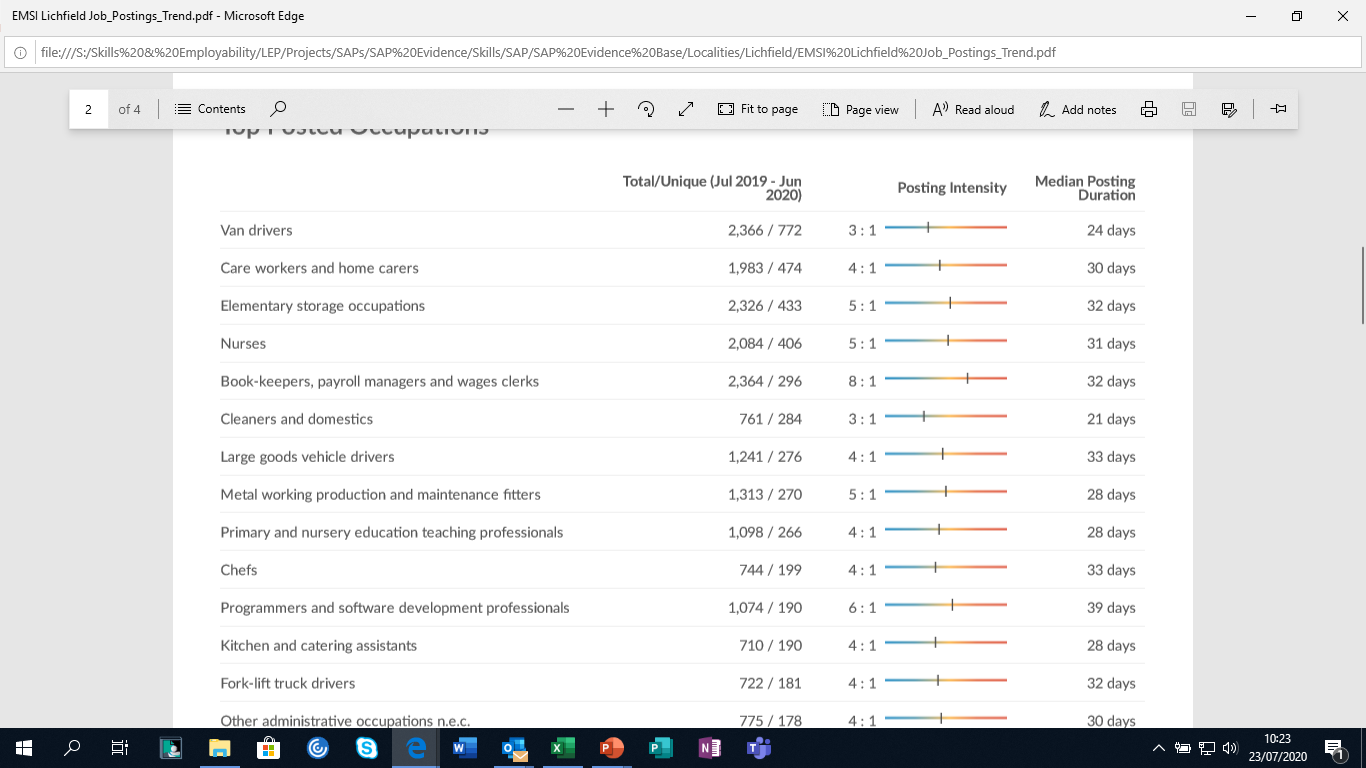 EMSI Lichfield Job_Postings_Trend.pdf - Microsoft Edge
file:///S:/Skills%20&%20Employability/LEP/Projects/SAPs/SAP%20Evidence/Skills/SAP/SAP%20Evidence%20Base/Localities/Lichfield/EMSI%20Lichfield%20Job_Postings_Trend.pdf
2 of 4 Contents Fit to page Page view Read aloud Add notes
Top Posted Occupations
Total/Unique (Jul 2019 - Jun 2020) Posting Intensity Median Posting Duration
Van drivers 2,366 / 772 3 : 1 24 days
Care workers and home carers 1,983 / 474 4 : 1 30 days
Elementary storage occupations 2,326 / 433 5 : 1 32 days
Nurses 2,084 / 406 5 : 1 31 days
Book-keepers, payroll managers and wages clerks 2,364 / 296 8 : 1 32 days
Cleaners and domestics 761 / 284 3 : 1 21 days
Large goods vehicle drivers 1,241 / 276 4 : 1 33 days
Metal working production and maintenance fitters 1,313 / 270 5 : 1 28 days
Primary and nursery education teaching professionals 1,098 / 266 4 : 1 28 days
Chefs 744 / 199 4 : 1 33 days
Programmers and software development professionals 1,074 / 190 6 : 1 39 days
Kitchen and catering assistants 710 / 190 4 : 1 28 days
Fork-lift truck drivers 722 / 181 4 : 1 32 days
Other administrative occupations n.e.c. 775 / 178 4 : 1 30 days
10:23
23/07/2020
1